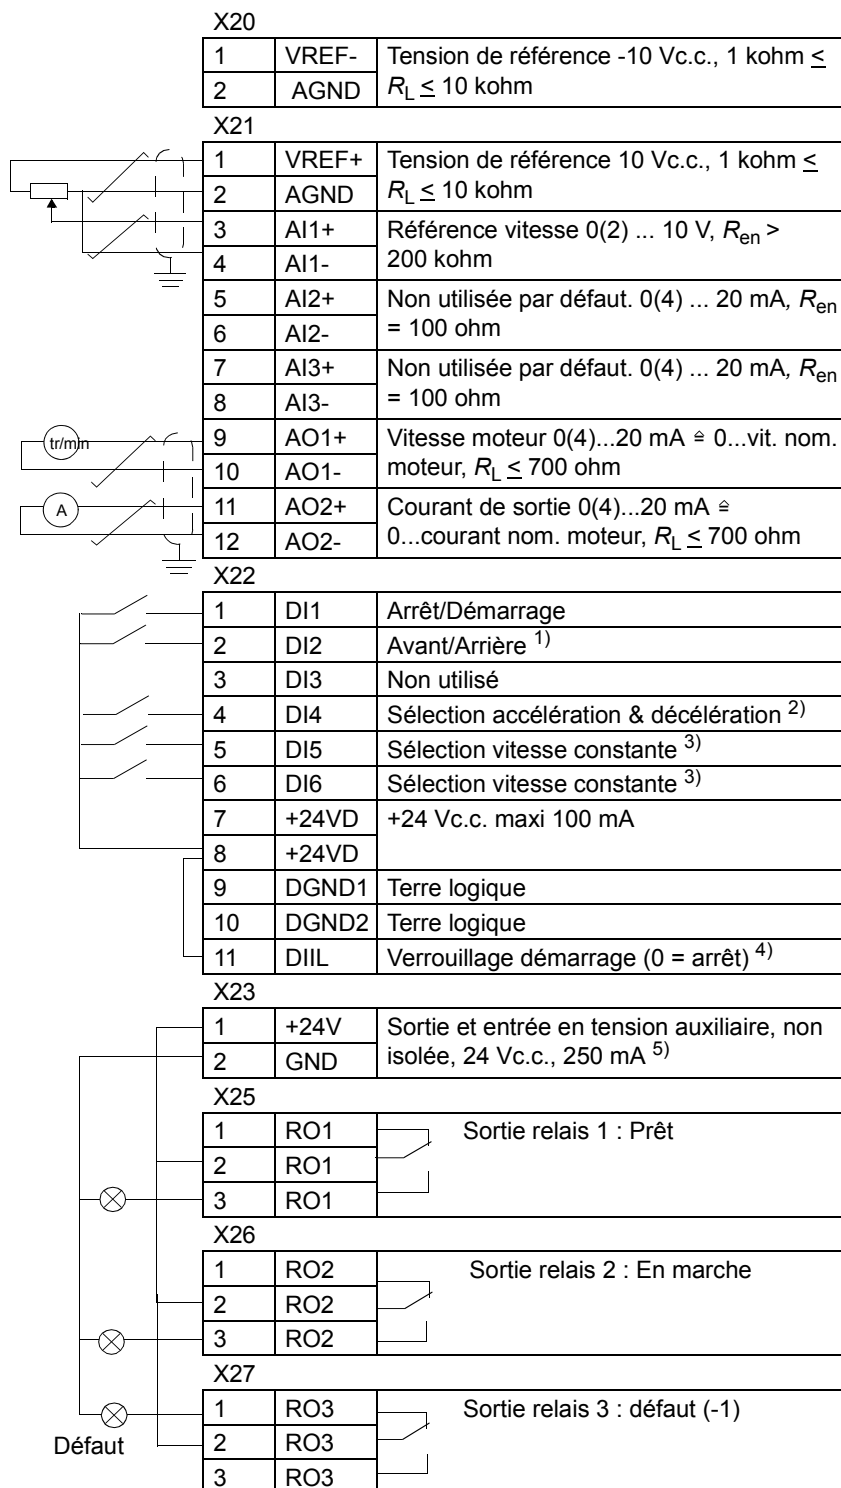 X20
1 VREF- Tension de référence -10 Vc.c., 1 kohm ≤
2 AGND R_L ≤ 10 kohm
X21
1 VREF+ Tension de référence 10 Vc.c., 1 kohm ≤
2 AGND R_L ≤ 10 kohm
3 AI1+ Référence vitesse 0(2) ... 10 V, R_en >
4 AI1- 200 kohm
5 AI2+ Non utilisée par défaut. 0(4) ... 20 mA, R_en
6 AI2- = 100 ohm
7 AI3+ Non utilisée par défaut. 0(4) ... 20 mA, R_en
8 AI3- = 100 ohm
tr/min 9 AO1+ Vitesse moteur 0(4)...20 mA ≙ 0...vit. nom.
10 AO1- moteur, R_L ≤ 700 ohm
A 11 AO2+ Courant de sortie 0(4)...20 mA ≙
12 AO2- 0...courant nom. moteur, R_L ≤ 700 ohm
X22
1 DI1 Arrêt/Démarrage
2 DI2 Avant/Arrière 1)
3 DI3 Non utilisé
4 DI4 Sélection accélération & décélération 2)
5 DI5 Sélection vitesse constante 3)
6 DI6 Sélection vitesse constante 3)
7 +24VD +24 Vc.c. maxi 100 mA
8 +24VD
9 DGND1 Terre logique
10 DGND2 Terre logique
11 DIIL Verrouillage démarrage (0 = arrêt) 4)
X23
1 +24V Sortie et entrée en tension auxiliaire, non
2 GND isolée, 24 Vc.c., 250 mA 5)
X25
1 RO1 Sortie relais 1 : Prêt
2 RO1
3 RO1
X26
1 RO2 Sortie relais 2 : En marche
2 RO2
3 RO2
X27
1 RO3 Sortie relais 3 : défaut (-1)
Défaut 2 RO3
3 RO3